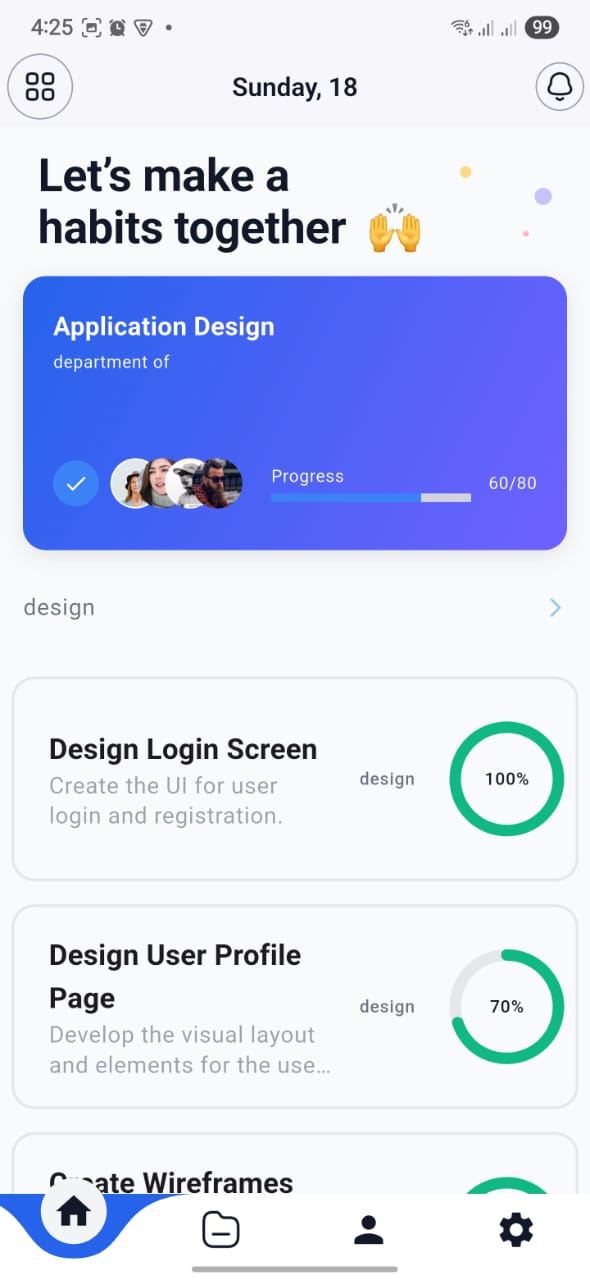 4:25
99
Sunday, 18
Let’s make a
habits together 🙌
Application Design
department of
Progress
60/80
design
Design Login Screen
Create the UI for user
login and registration.
design
100%
Design User Profile
Page
Develop the visual layout
and elements for the use...
design
70%
Create Wireframes